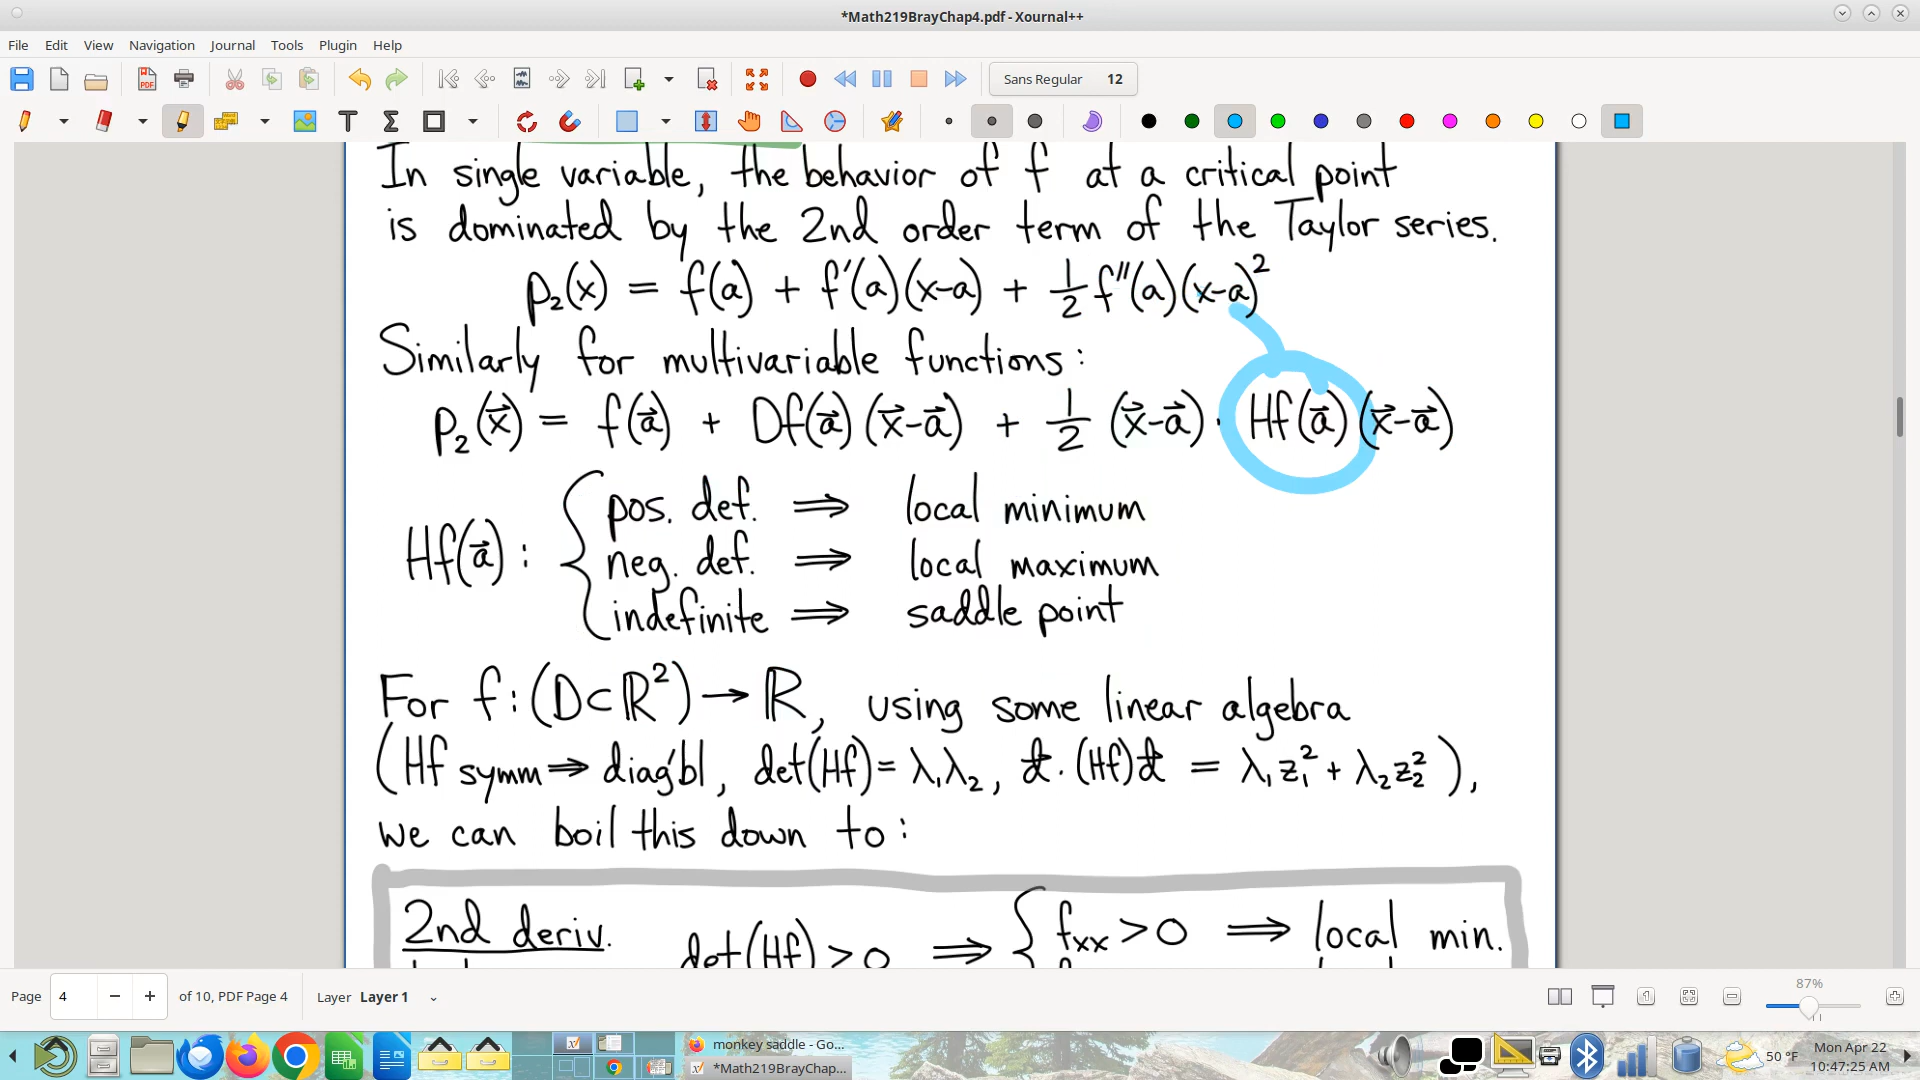 *Math219BrayChap4.pdf - Xournal++
File Edit View Navigation Journal Tools Plugin Help
Sans Regular 12
In single variable, the behavior of f at a critical point
is dominated by the 2nd order term of the Taylor series.
p₂(x) = f(a) + f′(a)(x-a) + ½ f″(a)(x-a)²
Similarly for multivariable functions:
p₂(x⃗) = f(a⃗) + Df(a⃗)(x⃗-a⃗) + ½ (x⃗-a⃗)·Hf(a⃗)(x⃗-a⃗)
Hf(a⃗): { pos. def. ⟹ local minimum
neg. def. ⟹ local maximum
indefinite ⟹ saddle point
For f:(D⊂ℝ²)→ℝ, using some linear algebra
(Hf symm⟹ diag'bl, det(Hf)=λ₁λ₂, · (Hf) = λ₁z₁² + λ₂z₂²),
we can boil this down to:
2nd deriv. det(Hf) > 0 ⟹ { fₓₓ > 0 ⟹ local min.
Page 4 of 10, PDF Page 4 Layer Layer 1 87%
monkey saddle - Go...
*Math219BrayChap...
50 °F
Mon Apr 22
10:47:25 AM